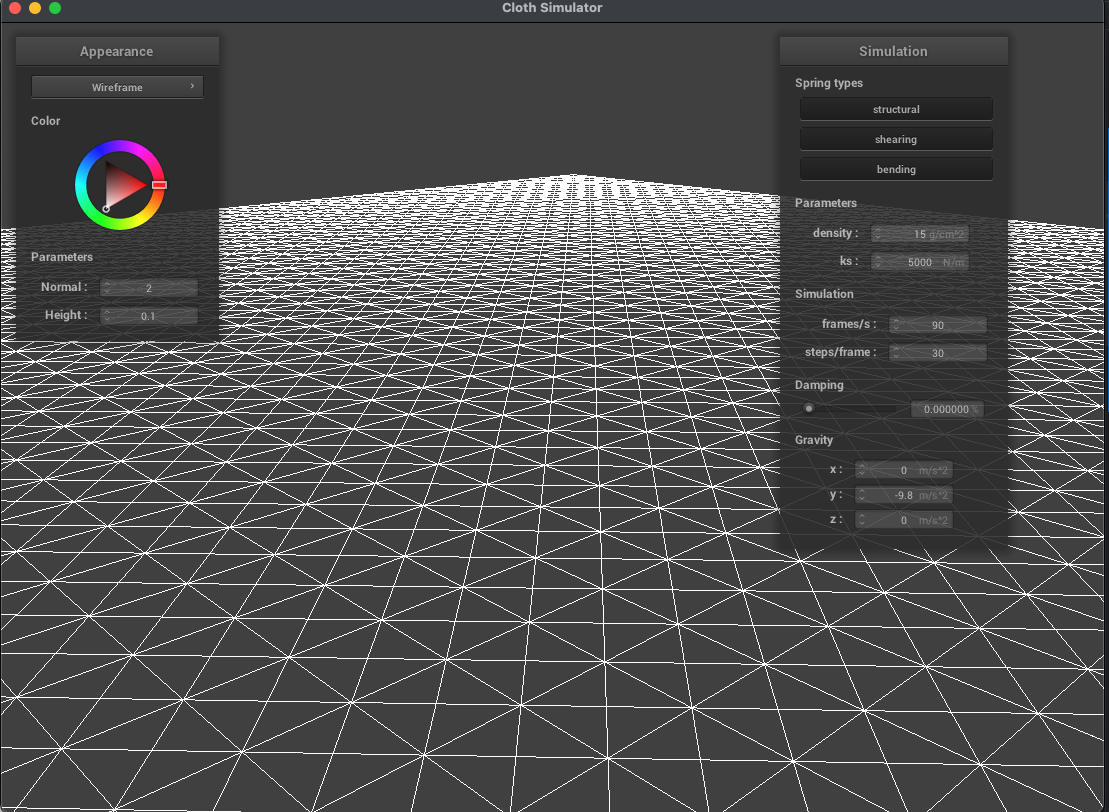 Cloth Simulator
Appearance
Wireframe
Color
Parameters
Normal : 2
Height : 0.1
Simulation
Spring types
structural
shearing
bending
Parameters
density : 15 g/cm^2
ks : 5000 N/m
Simulation
frames/s : 90
steps/frame : 30
Damping
0.000000 %
Gravity
x : 0 m/s^2
y : -9.8 m/s^2
z : 0 m/s^2